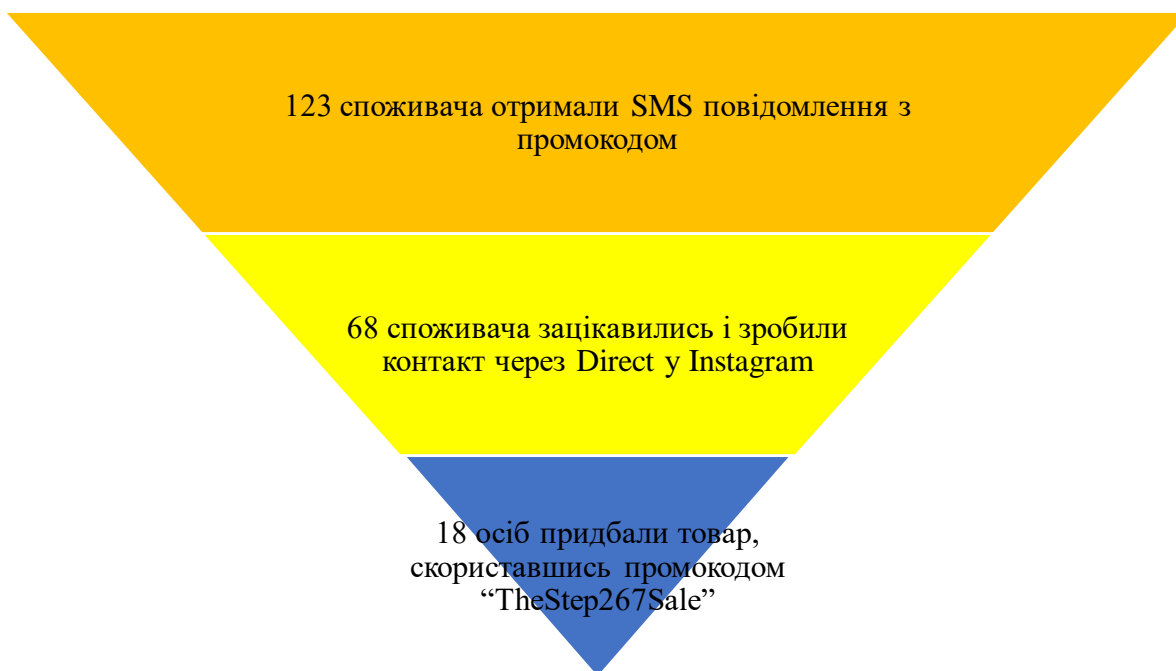 123 споживача отримали SMS повідомлення з
промокодом
68 споживача зацікавились і зробили
контакт через Direct у Instagram
18 осіб придбали товар,
скориставшись промокодом
“TheStep267Sale”